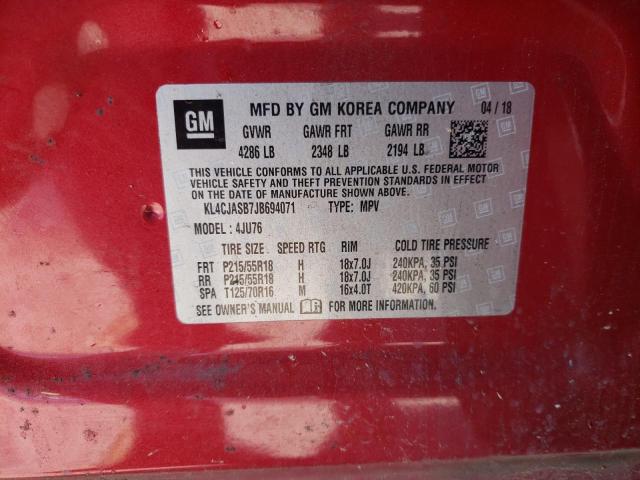 GM MFD BY GM KOREA COMPANY 04 / 18
GVWR GAWR FRT GAWR RR
4286 LB 2348 LB 2194 LB
THIS VEHICLE CONFORMS TO ALL APPLICABLE U.S. FEDERAL MOTOR
VEHICLE SAFETY AND THEFT PREVENTION STANDARDS IN EFFECT
ON THE DATE OF MANUFACTURE SHOWN ABOVE.
KL4CJASB7JB694071 TYPE: MPV
MODEL : 4JU76
TIRE SIZE SPEED RTG RIM COLD TIRE PRESSURE
FRT P215/55R18 H 18x7.0J 240KPA, 35 PSI
RR P215/55R18 H 18x7.0J 240KPA, 35 PSI
SPA T125/70R16 M 16x4.0T 420KPA, 60 PSI
SEE OWNER'S MANUAL FOR MORE INFORMATION.